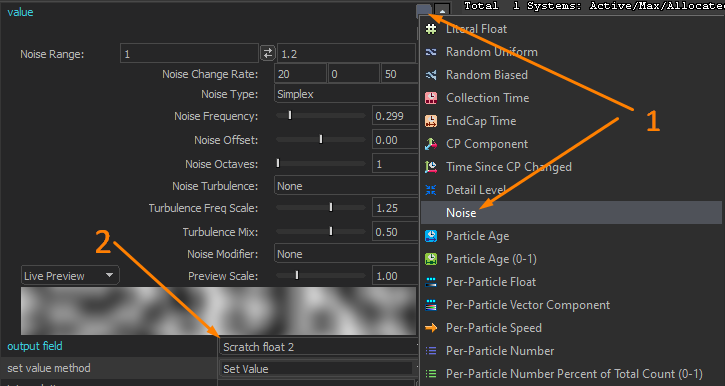 value
Total 1 Systems: Active/Max/Allocate
Noise Range: 1 1.2
Noise Change Rate: 20 0 50
Noise Type: Simplex
Noise Frequency: 0.299
Noise Offset: 0.00
Noise Octaves: 1
Noise Turbulence: None
Turbulence Freq Scale: 1.25
Turbulence Mix: 0.50
Noise Modifier: None
Live Preview Preview Scale: 1.00
output field Scratch float 2
set value method Set Value
Literal Float
Random Uniform
Random Biased
Collection Time
EndCap Time
CP Component
Time Since CP Changed
Detail Level
Noise
Particle Age
Particle Age (0-1)
Per-Particle Float
Per-Particle Vector Component
Per-Particle Speed
Per-Particle Number
Per-Particle Number Percent of Total Count (0-1)
1
2